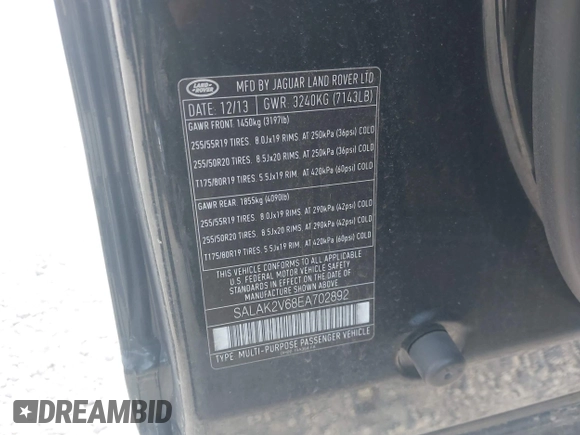 LAND-
ROVER
MFD BY JAGUAR LAND ROVER LTD
DATE: 12/13 GWR: 3240KG (7143LB)
GAWR FRONT 1450kg (3197lb)
255/55R19 TIRES. 8.0Jx19 RIMS. AT 250kPa (36psi) COLD
255/50R20 TIRES. 8.5Jx20 RIMS. AT 250kPa (36psi) COLD
T175/80R19 TIRES. 5.5Jx19 RIM. AT 420kPa (60psi) COLD
GAWR REAR 1855kg (4090lb)
255/55R19 TIRES. 8.0Jx19 RIMS. AT 290kPa (42psi) COLD
255/50R20 TIRES. 8.5Jx20 RIMS. AT 290kPa (42psi) COLD
T175/80R19 TIRES. 5.5Jx19 RIM. AT 420kPa (60psi) COLD
THIS VEHICLE CONFORMS TO ALL APPLICABLE
U.S. FEDERAL MOTOR VEHICLE SAFETY AND
THEFT PREVENTION STANDARDS IN EFFECT ON THE DATE OF
MANUFACTURE SHOWN ABOVE
SALAK2V68EA702892
TYPE: MULTI-PURPOSE PASSENGER VEHICLE
DREAMBID